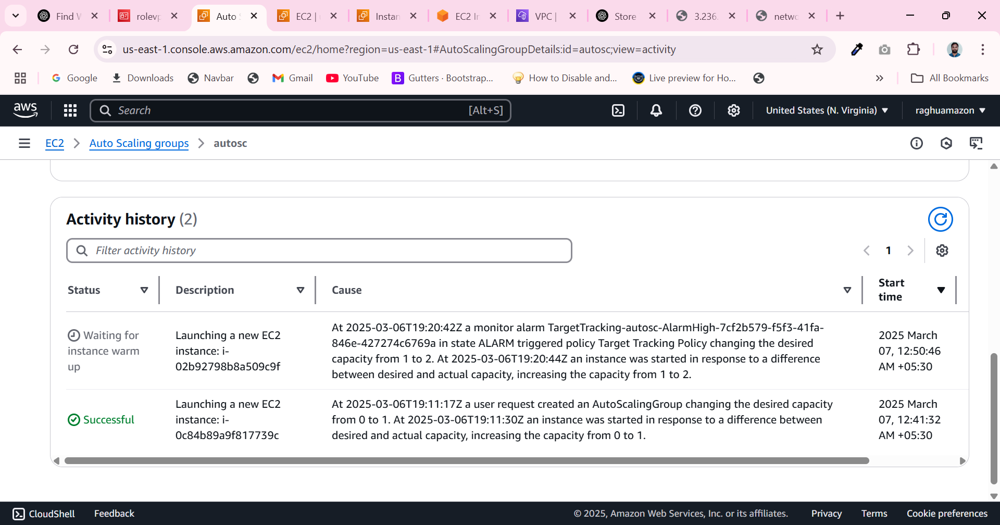 Find W
rolevp
Auto S
EC2 |
Instan
EC2 In
VPC |
Store
3.236.
netwo
us-east-1.console.aws.amazon.com/ec2/home?region=us-east-1#AutoScalingGroupDetails:id=autosc;view=activity
Google
Downloads
Navbar
Gmail
YouTube
B Gutters · Bootstrap...
How to Disable and...
Live preview for Ho...
»
All Bookmarks
aws
Search [Alt+S]
United States (N. Virginia)
raghuamazon
EC2
Auto Scaling groups
autosc
Activity history (2)
Filter activity history
1
Status
Description
Cause
Start
time
Waiting for
instance warm
up
Launching a new EC2
instance: i-
02b92798b8a509c9f
At 2025-03-06T19:20:42Z a monitor alarm TargetTracking-autosc-AlarmHigh-7cf2b579-f5f3-41fa-
846e-427274c6769a in state ALARM triggered policy Target Tracking Policy changing the desired
capacity from 1 to 2. At 2025-03-06T19:20:44Z an instance was started in response to a difference
between desired and actual capacity, increasing the capacity from 1 to 2.
2025 March
07, 12:50:46
AM +05:30
Successful
Launching a new EC2
instance: i-
0c84b89a9f817739c
At 2025-03-06T19:11:17Z a user request created an AutoScalingGroup changing the desired capacity
from 0 to 1. At 2025-03-06T19:11:30Z an instance was started in response to a difference between
desired and actual capacity, increasing the capacity from 0 to 1.
2025 March
07, 12:41:32
AM +05:30
CloudShell
Feedback
© 2025, Amazon Web Services, Inc. or its affiliates.
Privacy
Terms
Cookie preferences